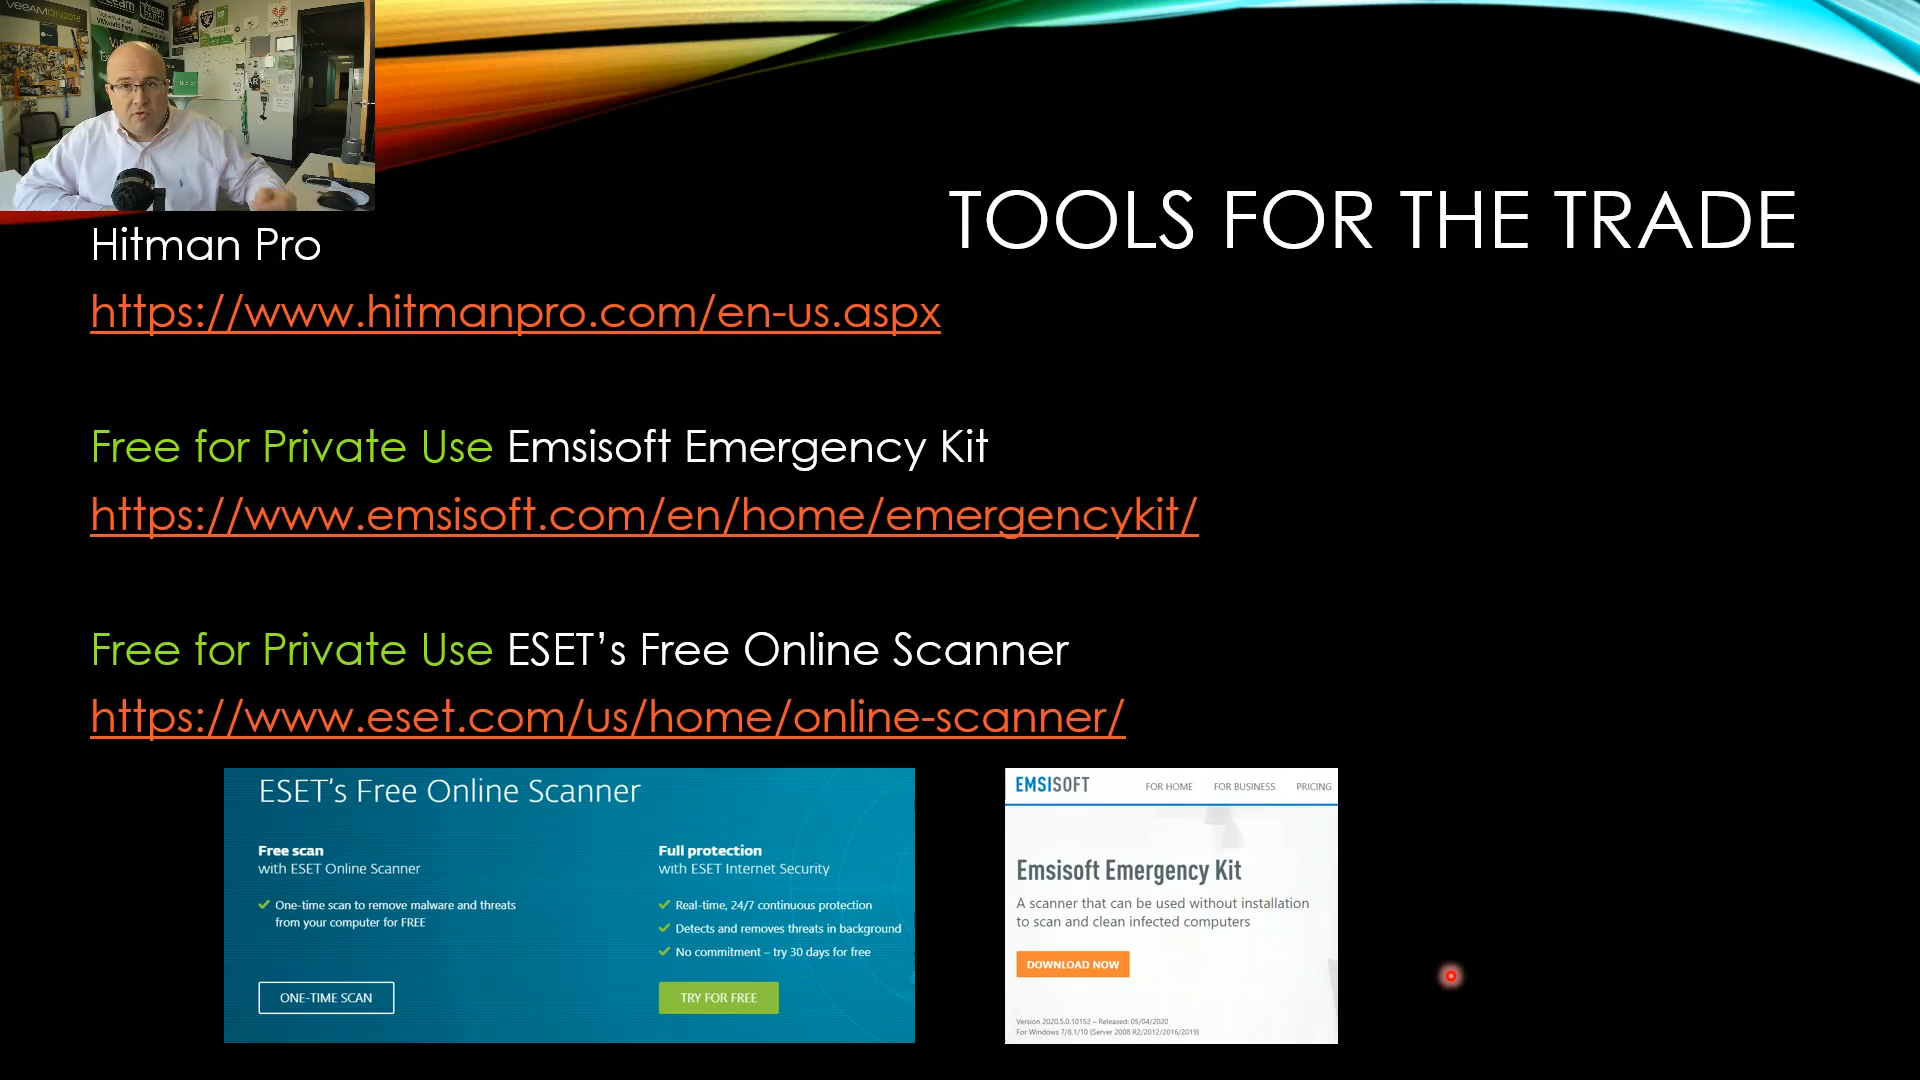 VEEAMON2018
TOOLS FOR THE TRADE
Hitman Pro
https://www.hitmanpro.com/en-us.aspx
Free for Private Use Emsisoft Emergency Kit
https://www.emsisoft.com/en/home/emergencykit/
Free for Private Use ESET’s Free Online Scanner
https://www.eset.com/us/home/online-scanner/
ESET's Free Online Scanner
Free scan
with ESET Online Scanner
One-time scan to remove malware and threats
from your computer for FREE
ONE-TIME SCAN
Full protection
with ESET Internet Security
Real-time, 24/7 continuous protection
Detects and removes threats in background
No commitment – try 30 days for free
TRY FOR FREE
EMSISOFT
FOR HOME FOR BUSINESS PRICING
Emsisoft Emergency Kit
A scanner that can be used without installation
to scan and clean infected computers
DOWNLOAD NOW
Version 2020.5.0.10152 – Released: 05/04/2020
For Windows 7/8.1/10 (Server 2008 R2/2012/2016/2019)